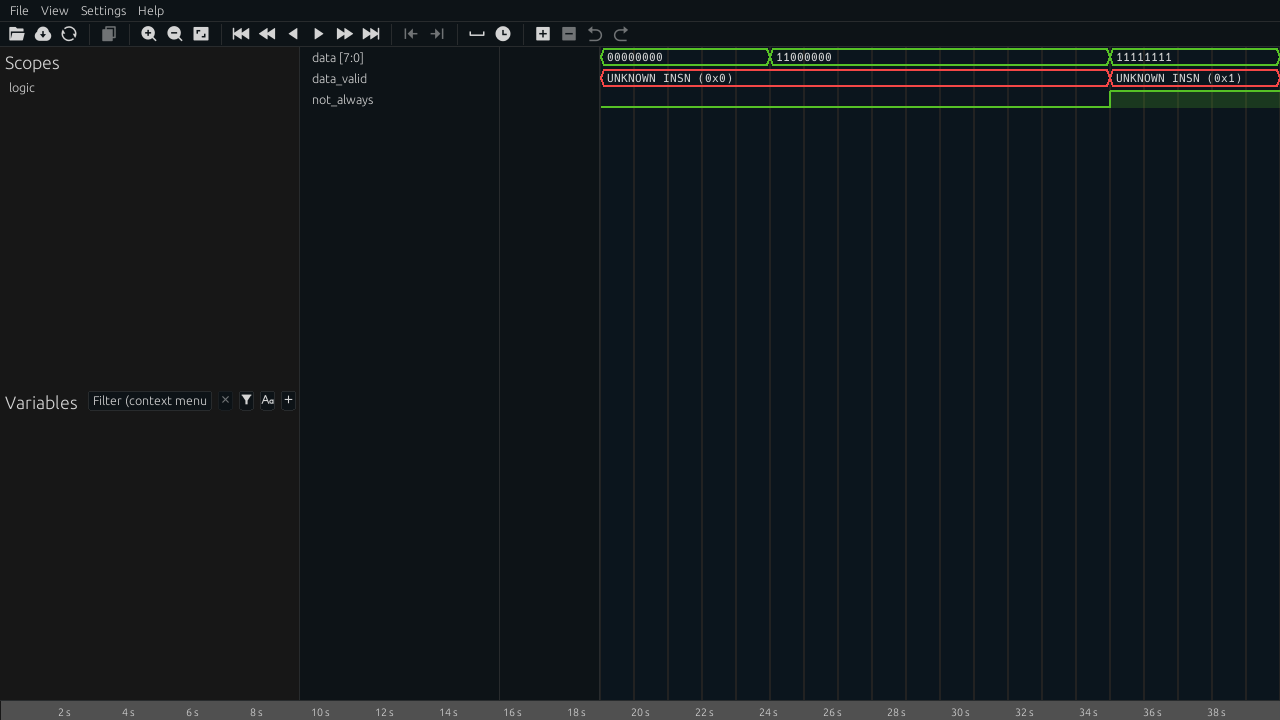 File View Settings Help
Scopes
logic
data [7:0]
data_valid
not_always
00000000 11000000 11111111
UNKNOWN INSN (0x0) UNKNOWN INSN (0x1)
Variables Filter (context menu × Aa +
2 s 4 s 6 s 8 s 10 s 12 s 14 s 16 s 18 s 20 s 22 s 24 s 26 s 28 s 30 s 32 s 34 s 36 s 38 s